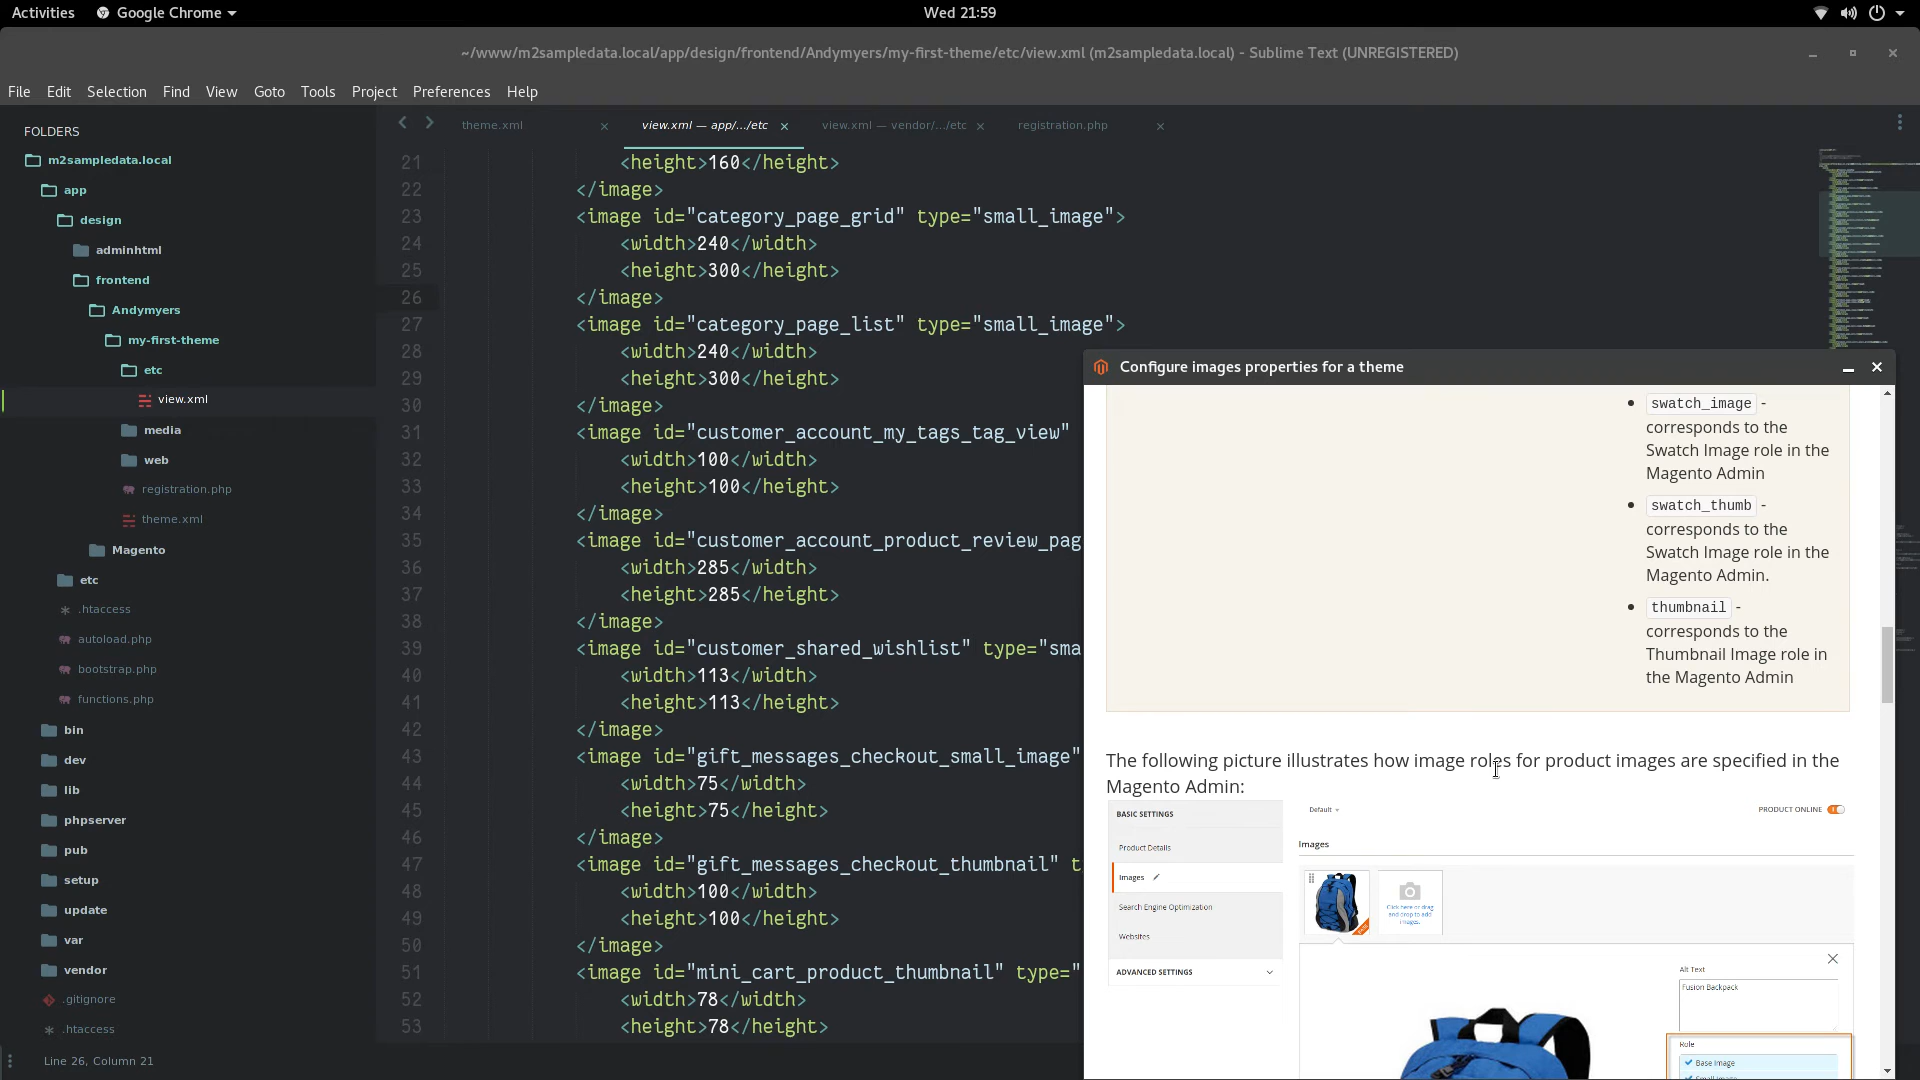 Activities Google Chrome Wed 21:59
~/www/m2sampledata.local/app/design/frontend/Andymyers/my-first-theme/etc/view.xml (m2sampledata.local) - Sublime Text (UNREGISTERED)
File Edit Selection Find View Goto Tools Project Preferences Help
FOLDERS
m2sampledata.local
app
design
adminhtml
frontend
Andymyers
my-first-theme
etc
view.xml
media
web
registration.php
theme.xml
Magento
etc
.htaccess
autoload.php
bootstrap.php
functions.php
bin
dev
lib
phpserver
pub
setup
update
var
vendor
.gitignore
.htaccess
Line 26, Column 21
theme.xml × view.xml — app/.../etc × view.xml — vendor/.../etc × registration.php ×
21 <height>160</height>
22 </image>
23 <image id="category_page_grid" type="small_image">
24 <width>240</width>
25 <height>300</height>
26 </image>
27 <image id="category_page_list" type="small_image">
28 <width>240</width>
29 <height>300</height>
30 </image>
31 <image id="customer_account_my_tags_tag_view"
32 <width>100</width>
33 <height>100</height>
34 </image>
35 <image id="customer_account_product_review_pag
36 <width>285</width>
37 <height>285</height>
38 </image>
39 <image id="customer_shared_wishlist" type="sma
40 <width>113</width>
41 <height>113</height>
42 </image>
43 <image id="gift_messages_checkout_small_image"
44 <width>75</width>
45 <height>75</height>
46 </image>
47 <image id="gift_messages_checkout_thumbnail" t
48 <width>100</width>
49 <height>100</height>
50 </image>
51 <image id="mini_cart_product_thumbnail" type="
52 <width>78</width>
53 <height>78</height>
Configure images properties for a theme
• swatch_image -
corresponds to the
Swatch Image role in the
Magento Admin
• swatch_thumb -
corresponds to the
Swatch Image role in the
Magento Admin.
• thumbnail -
corresponds to the
Thumbnail Image role in
the Magento Admin
The following picture illustrates how image roles for product images are specified in the
Magento Admin:
BASIC SETTINGS
Product Details
Images
Search Engine Optimization
Websites
ADVANCED SETTINGS
Default
PRODUCT ONLINE
Images
Click here or drag
and drop to add
images.
Alt Text
Fusion Backpack
Role
Base Image